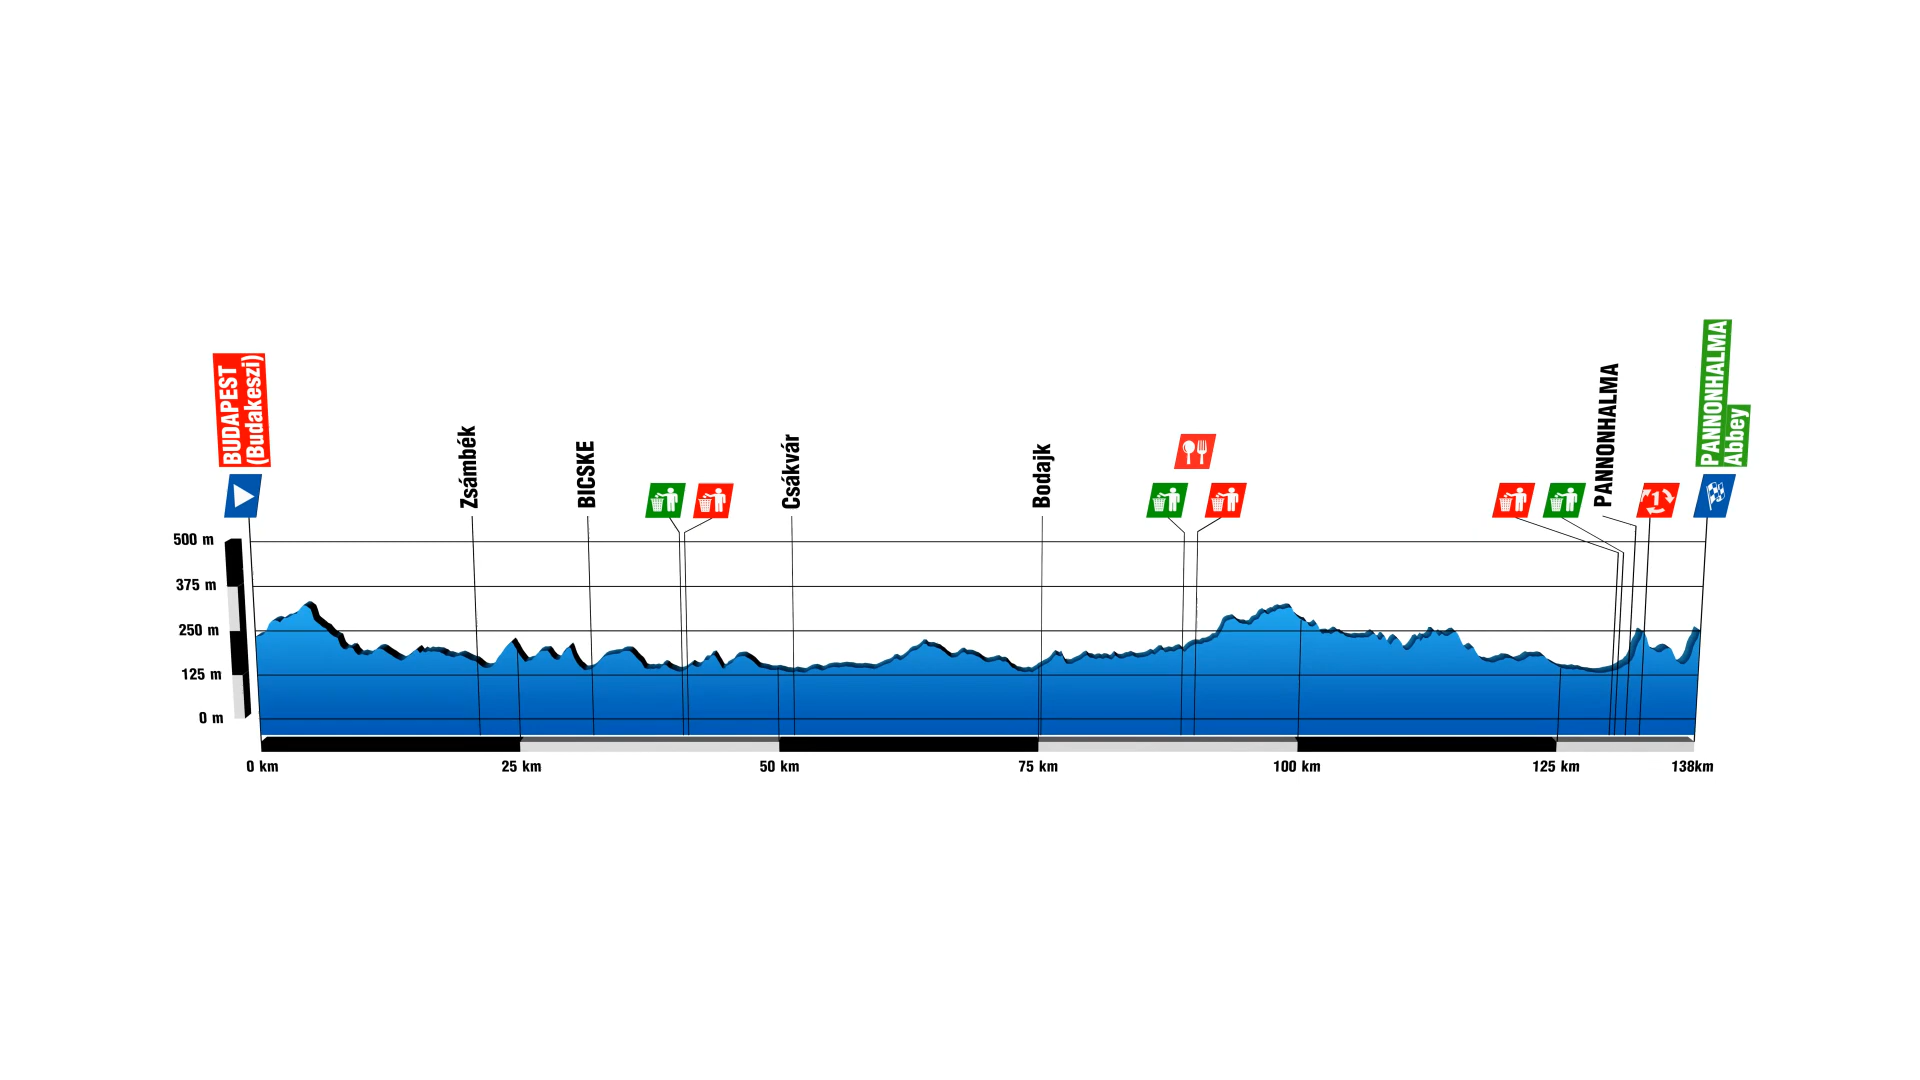 BUDAPEST
(Budakeszi)
Zsámbék
BICSKE
Csákvár
Bodajk
PANNONHALMA
1
PANNONHALMA
Abbey
500 m
375 m
250 m
125 m
0 m
0 km
25 km
50 km
75 km
100 km
125 km
138km